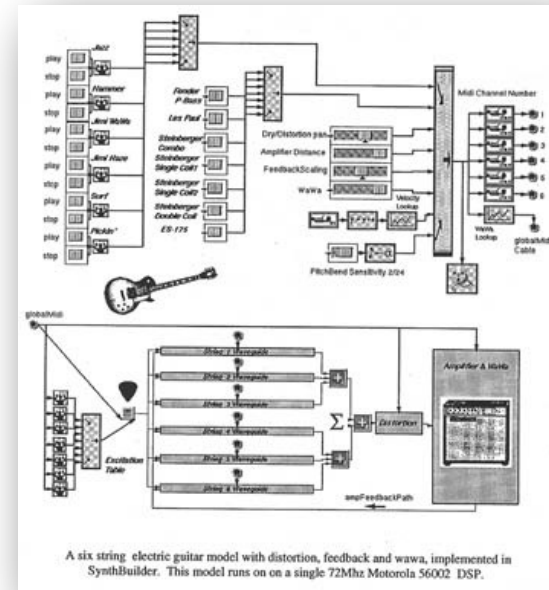 Jazz
play
stop
Hammer
play
stop
Jimi WaWa
play
stop
Jimi Haze
play
stop
Surf
play
stop
Pickin'
play
stop
Fender
P-Bass
Les Paul
Steinberger
Combo
Steinberger
Single Coil1
Steinberger
Single Coil2
Steinberger
Double Coil
ES-175
Dry/Distortion pan
Amplifier Distance
FeedbackScaling
WaWa
Velocity
Lookup
PitchBend Sensitivity 2/24
Midi Channel Number
1
2
3
4
5
6
WaWa
Lookup
globalMidi
Cable
globalMidi
Excitation
Table
String 1 Waveguide
String 2 Waveguide
String 3 Waveguide
String 4 Waveguide
String 5 Waveguide
String 6 Waveguide
Σ
Distortion
Amplifier & WaWa
ampFeedbackPath
A six string electric guitar model with distortion, feedback and wawa, implemented in
SynthBuilder. This model runs on on a single 72Mhz Motorola 56002 DSP.